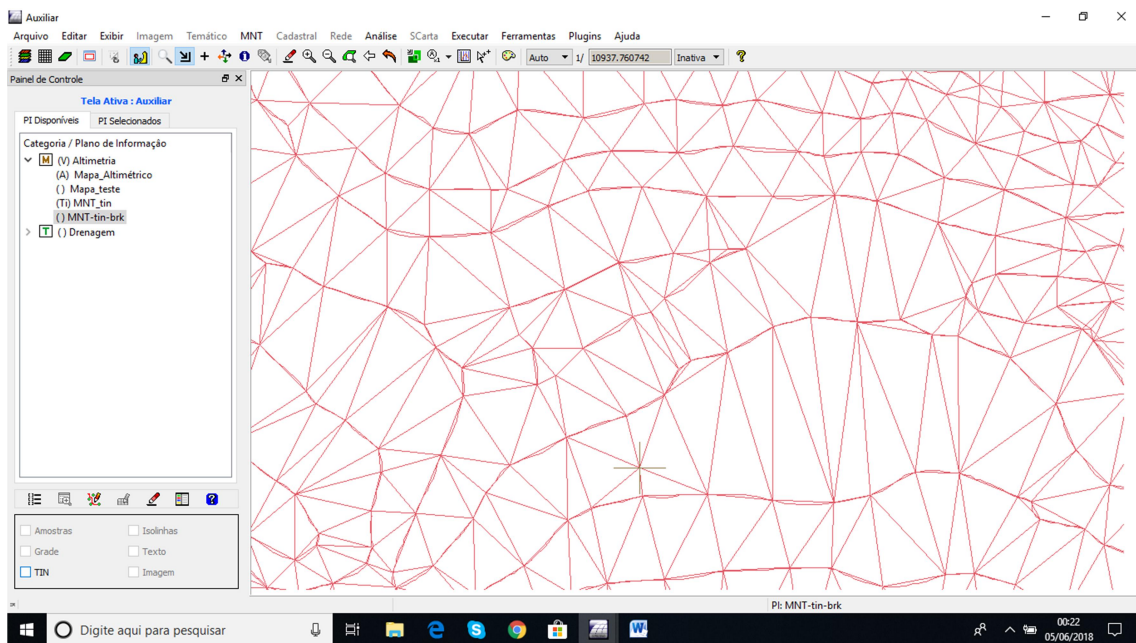 Auxiliar
Arquivo Editar Exibir Imagem Temático MNT Cadastral Rede Análise SCarta Executar Ferramentas Plugins Ajuda
Auto 1/ 10937.760742 Inativa
Painel de Controle
Tela Ativa : Auxiliar
PI Disponíveis PI Selecionados
Categoria / Plano de Informação
M (V) Altimetria
(A) Mapa_Altimétrico
( ) Mapa_teste
(Ti) MNT_tin
( ) MNT-tin-brk
T ( ) Drenagem
Amostras Isolinhas
Grade Texto
TIN Imagem
PI: MNT-tin-brk
Digite aqui para pesquisar
00:22
05/06/2018